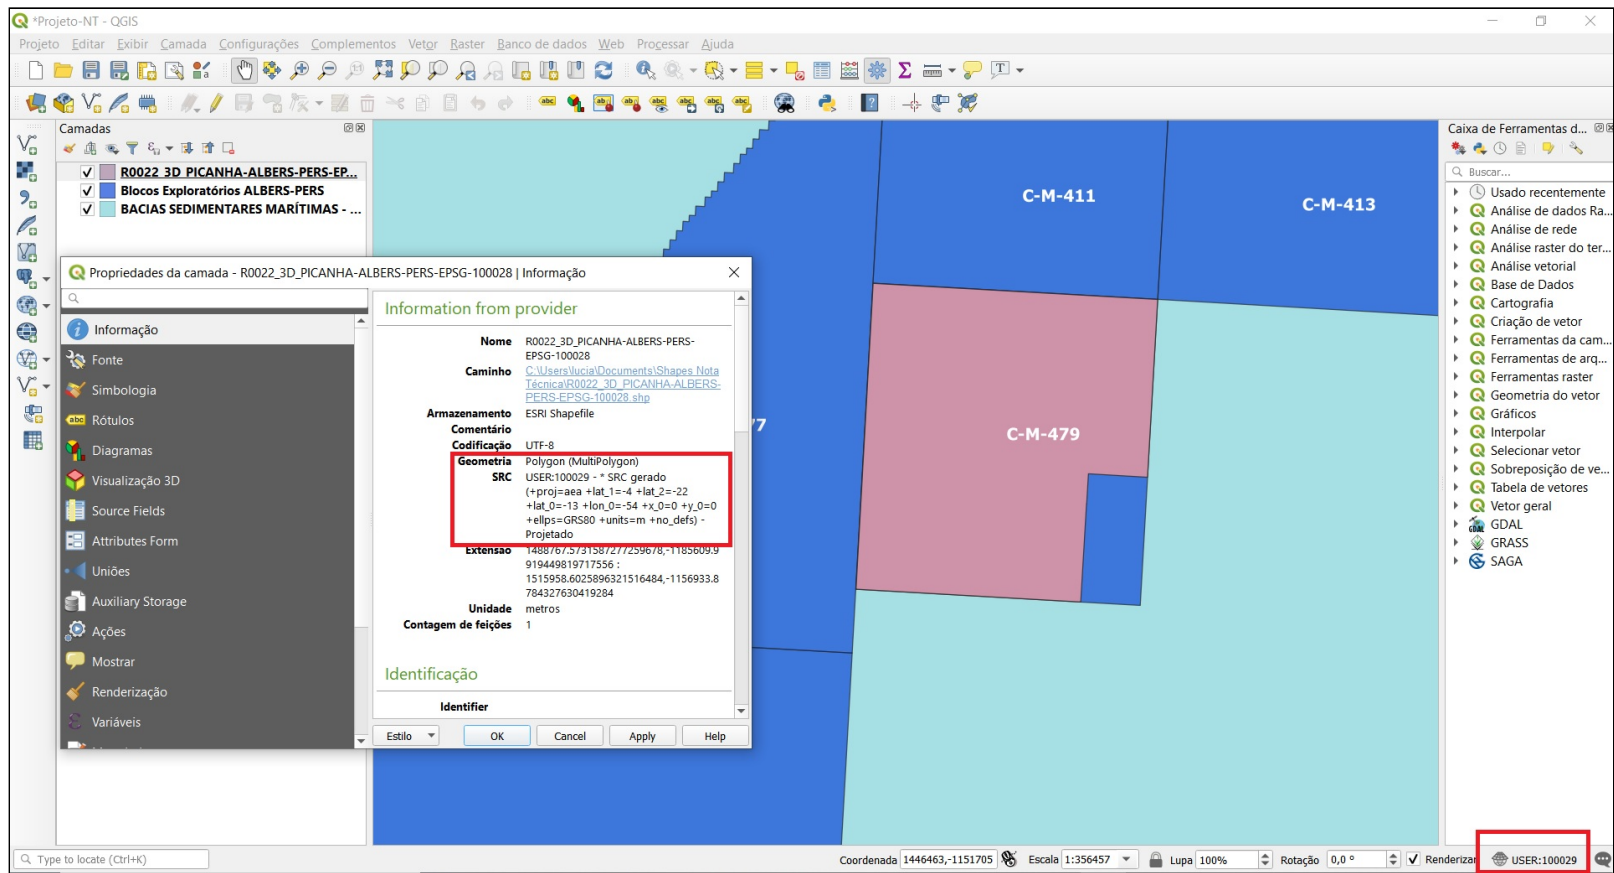 *Projeto-NT - QGIS
Projeto Editar Exibir Camada Configurações Complementos Vetor Raster Banco de dados Web Processar Ajuda
Camadas
R0022_3D_PICANHA-ALBERS-PERS-EP...
Blocos Exploratórios ALBERS-PERS
BACIAS SEDIMENTARES MARÍTIMAS - ...
Propriedades da camada - R0022_3D_PICANHA-ALBERS-PERS-EPSG-100028 | Informação
Informação
Fonte
Simbologia
abc Rótulos
Diagramas
Visualização 3D
Source Fields
Attributes Form
Uniões
Auxiliary Storage
Ações
Mostrar
Renderização
Variáveis
Information from provider
Nome R0022_3D_PICANHA-ALBERS-PERS-
EPSG-100028
Caminho C:\Users\lucia\Documents\Shapes Nota
Técnica\R0022_3D_PICANHA-ALBERS-
PERS-EPSG-100028.shp
Armazenamento ESRI Shapefile
Comentário
Codificação UTF-8
Geometria Polygon (MultiPolygon)
SRC USER:100029 - * SRC gerado
(+proj=aea +lat_1=-4 +lat_2=-22
+lat_0=-13 +lon_0=-54 +x_0=0 +y_0=0
+ellps=GRS80 +units=m +no_defs) -
Projetado
Extensão 1488767.5731587277259678,-1185609.9
919449819717556 :
1515958.6025896321516484,-1156933.8
784327630419284
Unidade metros
Contagem de feições 1
Identificação
Identifier
Estilo OK Cancel Apply Help
C-M-411
C-M-413
77
C-M-479
Caixa de Ferramentas d...
Buscar...
Usado recentemente
Análise de dados Ra...
Análise de rede
Análise raster do ter...
Análise vetorial
Base de Dados
Cartografia
Criação de vetor
Ferramentas da cam...
Ferramentas de arq...
Ferramentas raster
Geometria do vetor
Gráficos
Interpolar
Selecionar vetor
Sobreposição de ve...
Tabela de vetores
Vetor geral
GDAL
GRASS
SAGA
Type to locate (Ctrl+K) Coordenada 1446463,-1151705 Escala 1:356457 Lupa 100% Rotação 0,0 ° Renderizar USER:100029